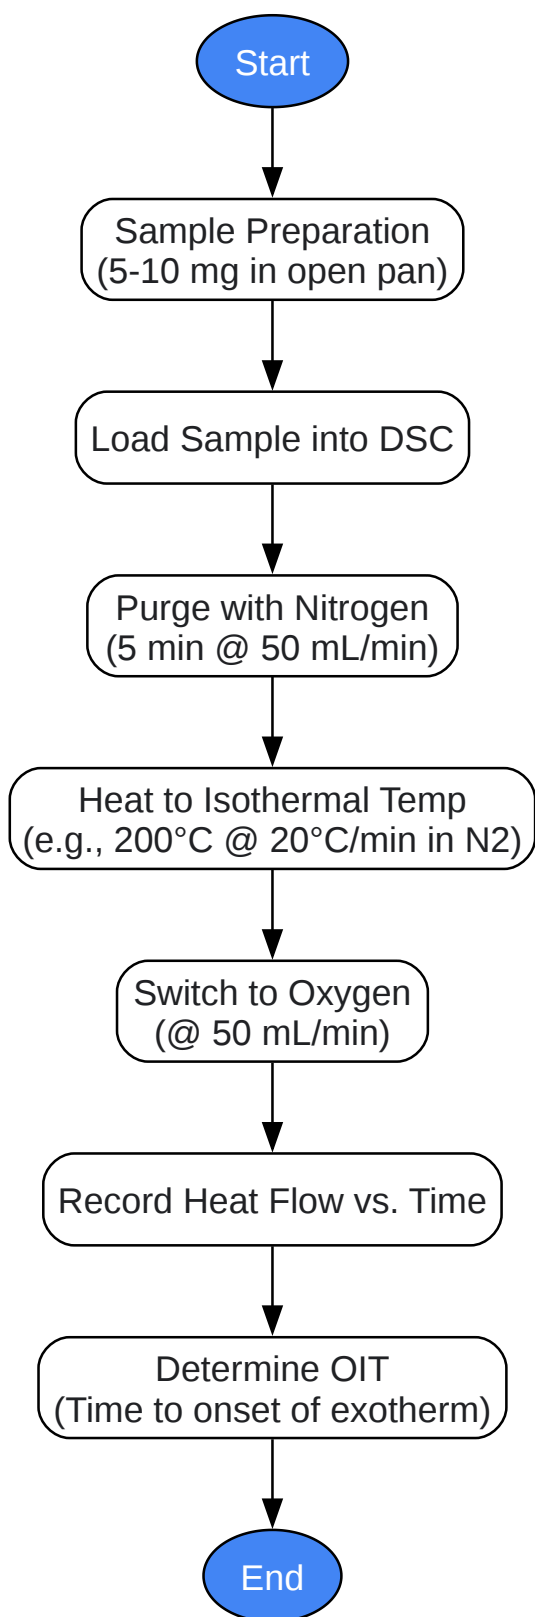 Start
Sample Preparation
(5-10 mg in open pan)
Load Sample into DSC
Purge with Nitrogen
(5 min @ 50 mL/min)
Heat to Isothermal Temp
(e.g., 200°C @ 20°C/min in N2)
Switch to Oxygen
(@ 50 mL/min)
Record Heat Flow vs. Time
Determine OIT
(Time to onset of exotherm)
End